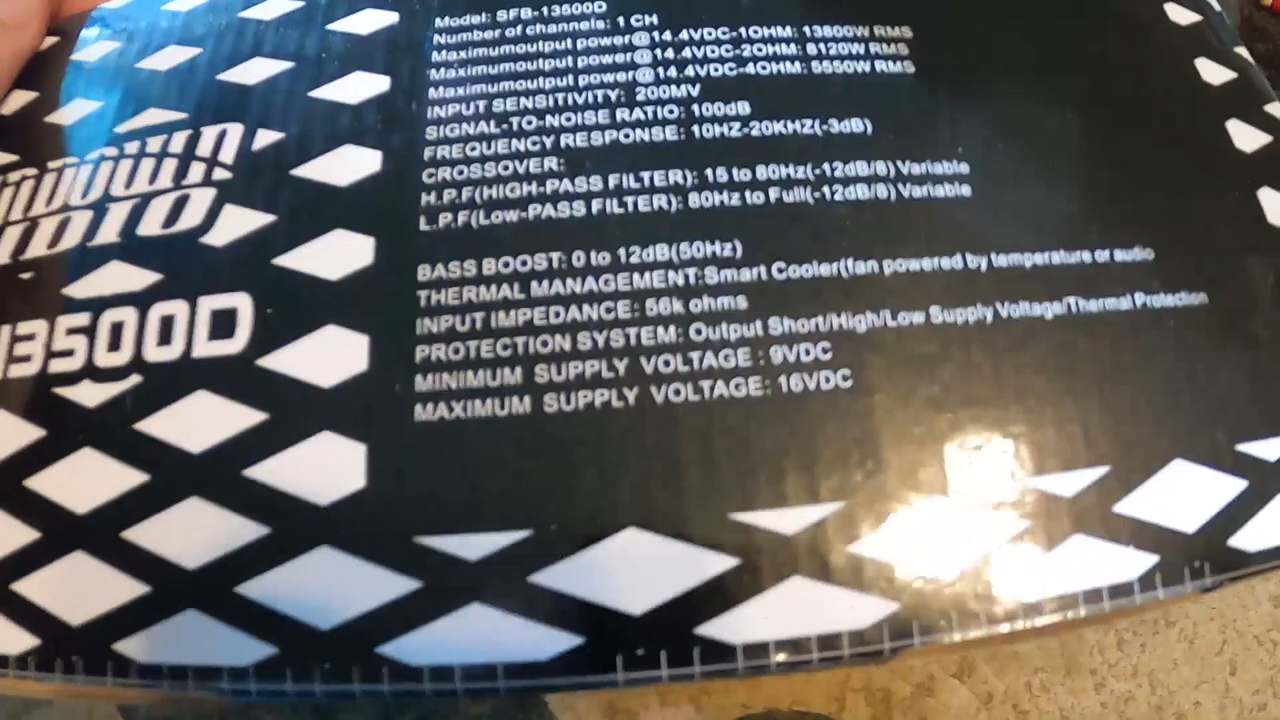 Model: SFB-13500D
Number of channels: 1 CH
Maximumoutput power@14.4VDC-1OHM: 13800W RMS
Maximumoutput power@14.4VDC-2OHM: 8120W RMS
Maximumoutput power@14.4VDC-4OHM: 5550W RMS
INPUT SENSITIVITY: 200MV
SIGNAL-TO-NOISE RATIO: 100dB
FREQUENCY RESPONSE: 10HZ-20KHZ(-3dB)
CROSSOVER:
H.P.F(HIGH-PASS FILTER): 15 to 80Hz(-12dB/8) Variable
L.P.F(Low-PASS FILTER): 80Hz to Full(-12dB/8) Variable
BASS BOOST: 0 to 12dB(50Hz)
THERMAL MANAGEMENT:Smart Cooler(fan powered by temperature or audio
INPUT IMPEDANCE: 56k ohms
PROTECTION SYSTEM: Output Short/High/Low Supply Voltage/Thermal Protection
MINIMUM SUPPLY VOLTAGE : 9VDC
MAXIMUM SUPPLY VOLTAGE: 16VDC
13500D